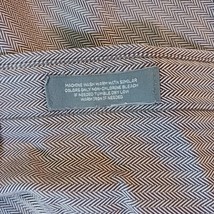 MACHINE WASH WARM WITH SIMILAR
COLORS ONLY NON-CHLORINE BLEACH
IF NEEDED TUMBLE DRY LOW
WARM IRON IF NEEDED